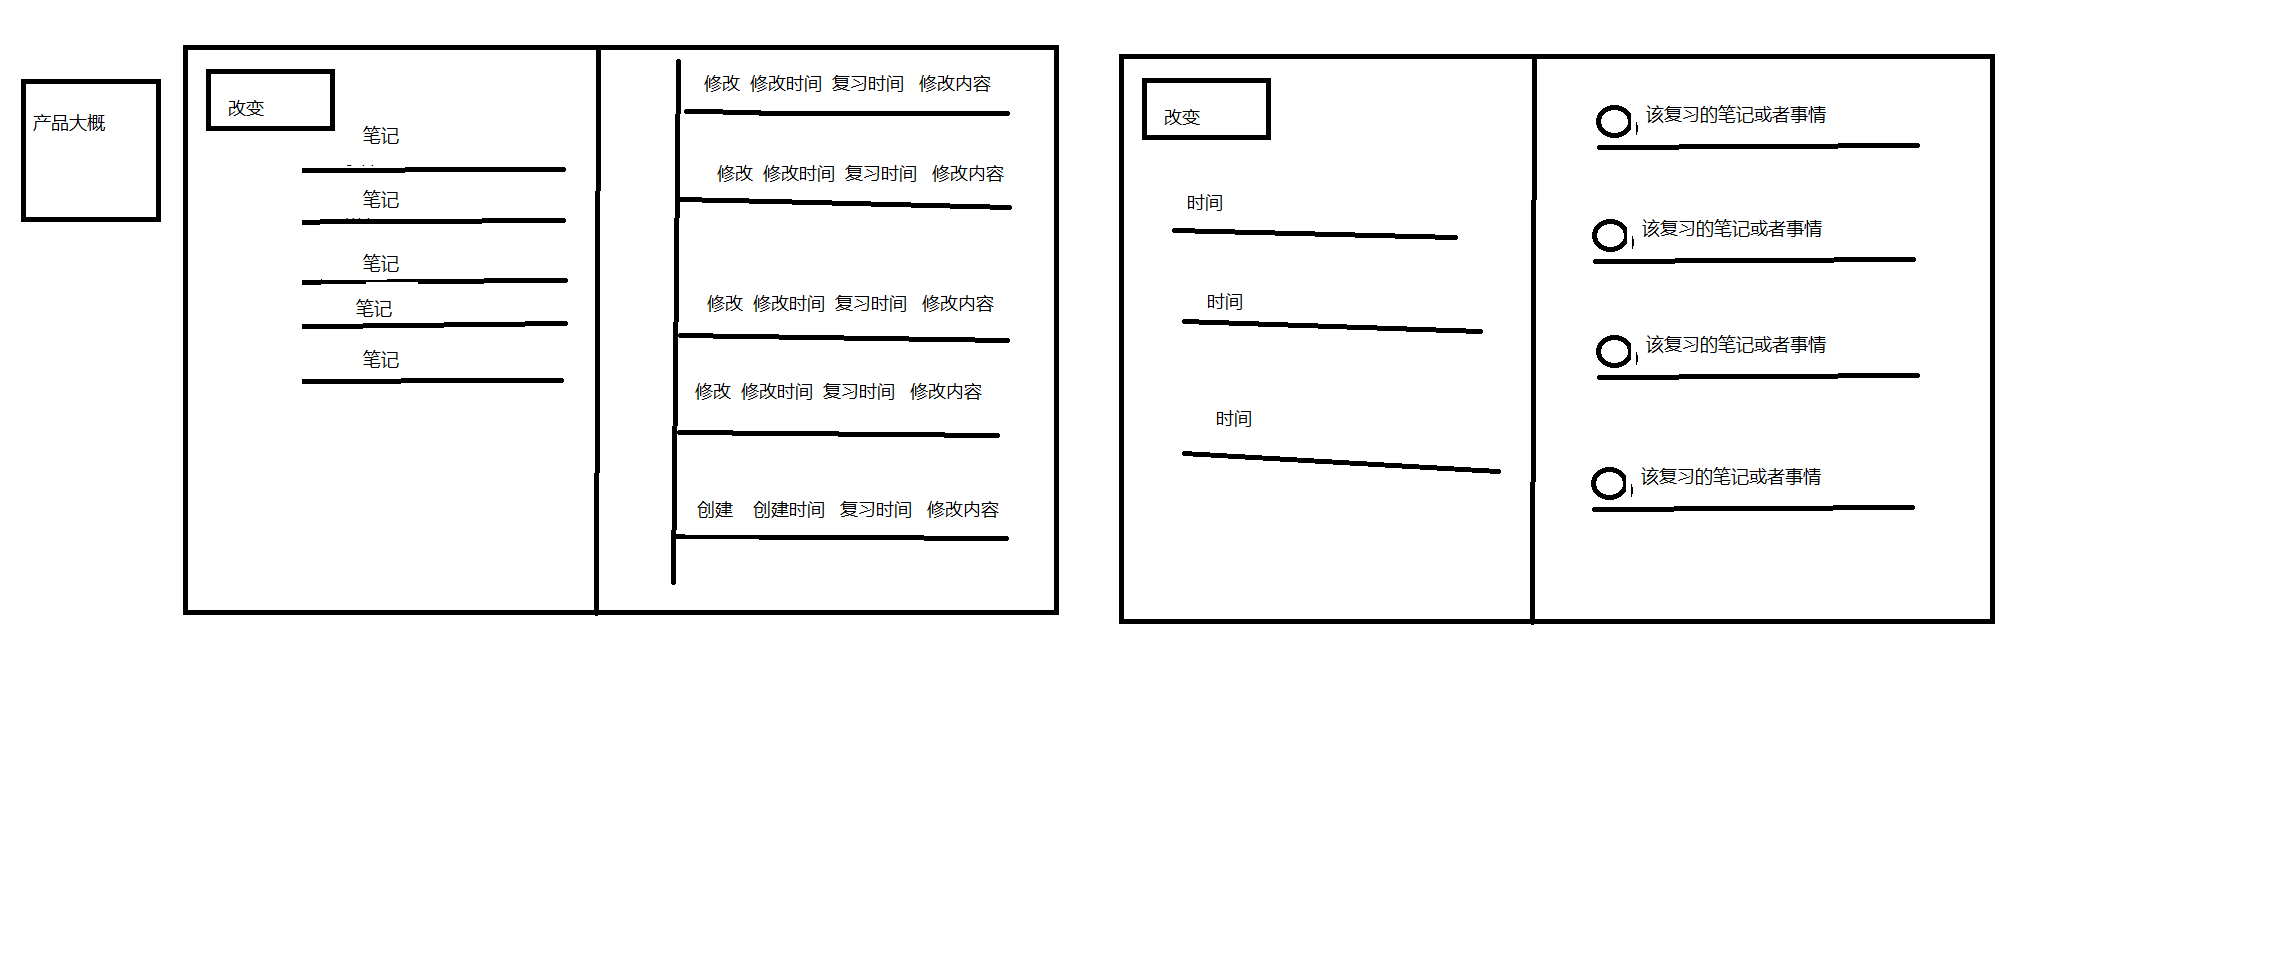 产品大概
改变
笔记
笔记
笔记
笔记
笔记
修改 修改时间 复习时间 修改内容
修改 修改时间 复习时间 修改内容
修改 修改时间 复习时间 修改内容
修改 修改时间 复习时间 修改内容
创建 创建时间 复习时间 修改内容
改变
时间
时间
时间
该复习的笔记或者事情
该复习的笔记或者事情
该复习的笔记或者事情
该复习的笔记或者事情